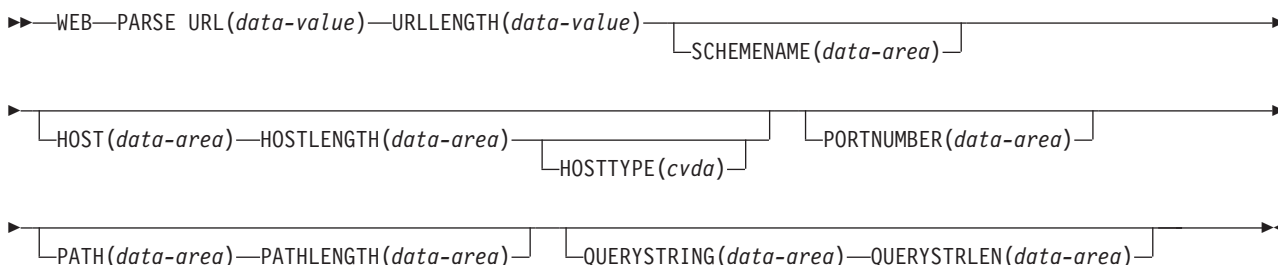 WEB PARSE URL(data-value) URLLENGTH(data-value)
SCHEMENAME(data-area)
HOST(data-area) HOSTLENGTH(data-area) PORTNUMBER(data-area)
HOSTTYPE(cvda)
PATH(data-area) PATHLENGTH(data-area) QUERYSTRING(data-area) QUERYSTRLEN(data-area)